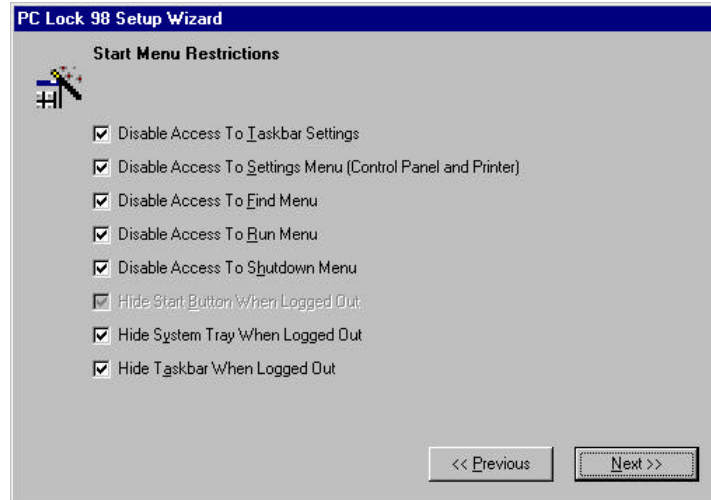 PC Lock 98 Setup Wizard
Start Menu Restrictions
Disable Access To Taskbar Settings
Disable Access To Settings Menu (Control Panel and Printer)
Disable Access To Find Menu
Disable Access To Run Menu
Disable Access To Shutdown Menu
Hide Start Button When Logged Out
Hide System Tray When Logged Out
Hide Taskbar When Logged Out
<< Previous
Next >>